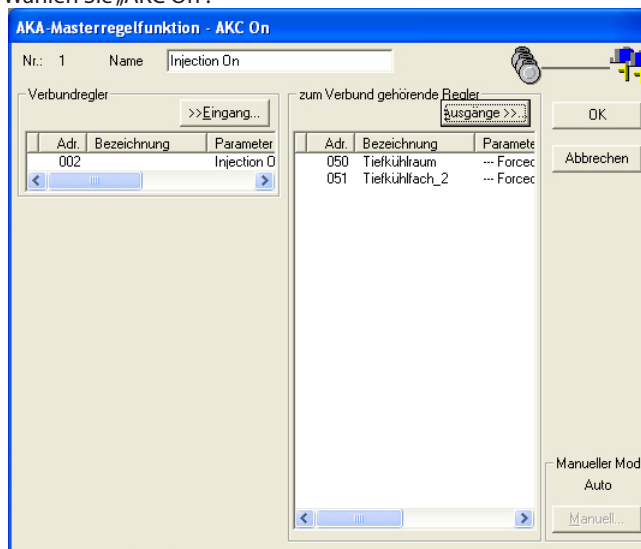 Wählen Sie „AKC On“.
AKA-Masterregelfunktion - AKC On
Nr.: 1 Name Injection On
Verbundregler
>>Eingang...
Adr. Bezeichnung Parameter
002 Injection O
zum Verbund gehörende Regler
Ausgänge >>...
Adr. Bezeichnung Paramete
050 Tiefkühlraum --- Forced
051 Tiefkühlfach_2 --- Forced
OK
Abbrechen
Manueller Mod
Auto
Manuell...